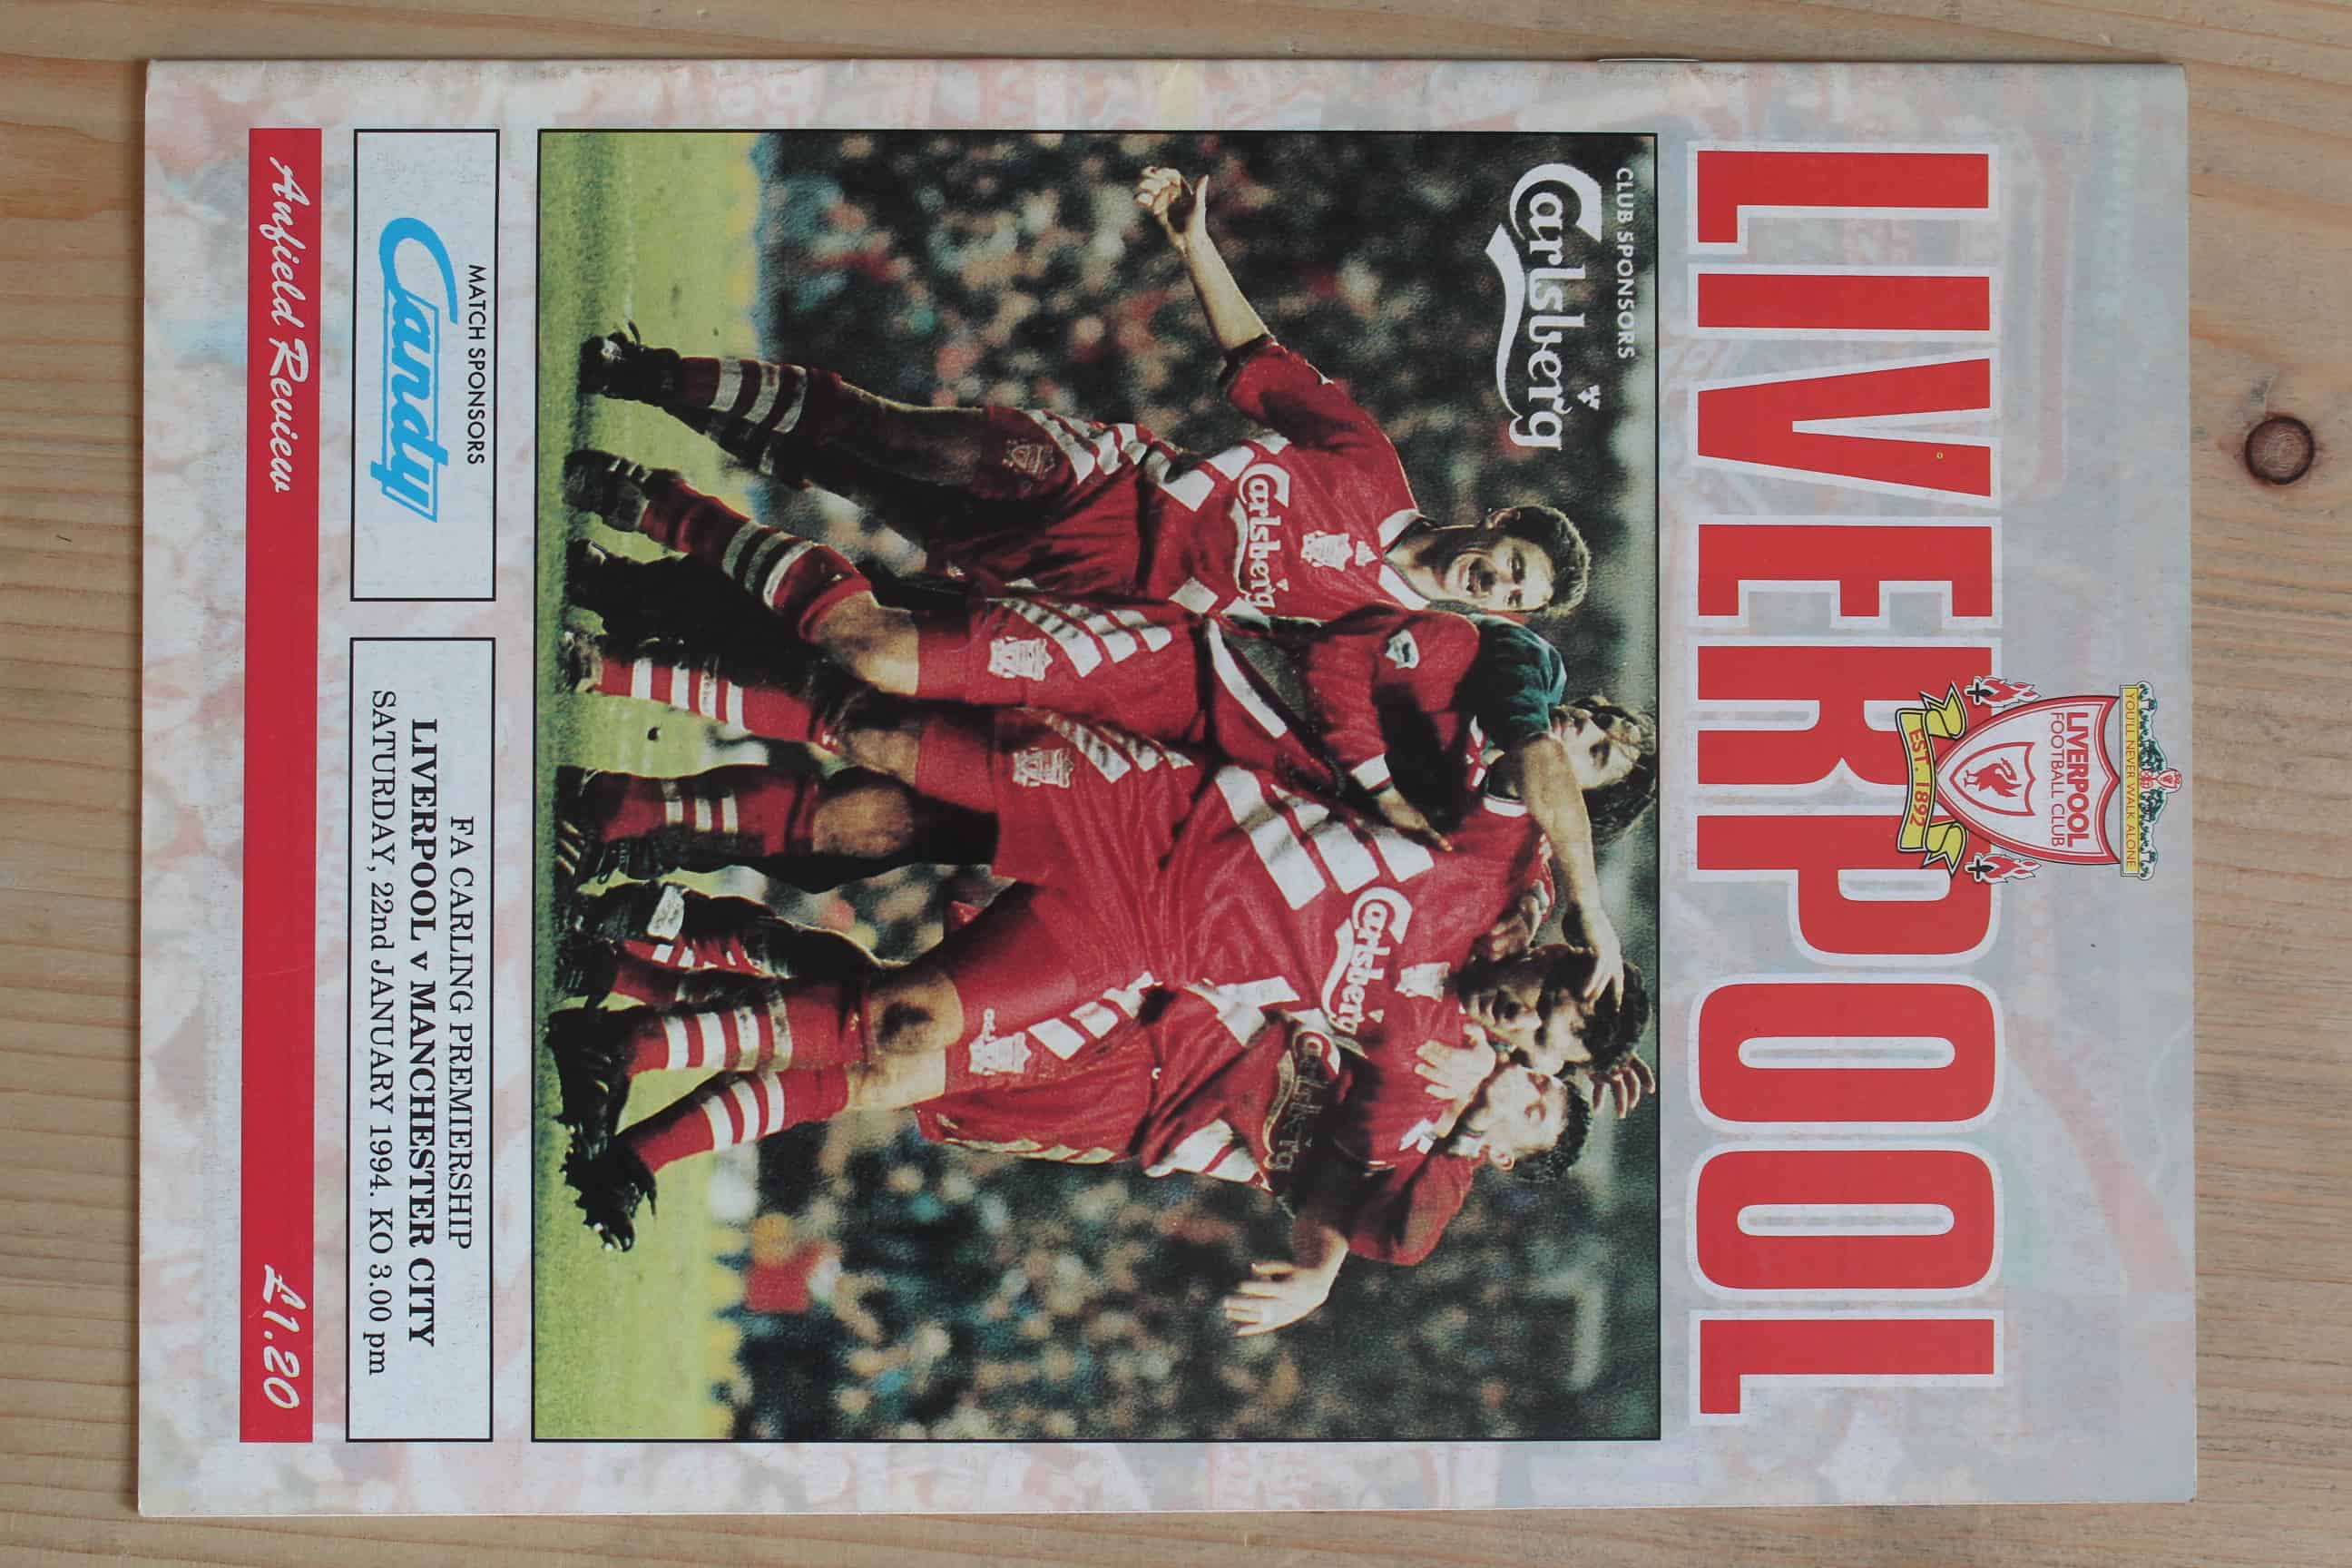 YOU'LL NEVER WALK ALONE
LIVERPOOL
FOOTBALL CLUB
EST. 1892
LIVERPOOL
CLUB SPONSORS
Carlsberg
Carlsberg
Carlsberg
Carlsberg
MATCH SPONSORS
Candy
FA CARLING PREMIERSHIP
LIVERPOOL v MANCHESTER CITY
SATURDAY, 22nd JANUARY 1994. KO 3.00 pm
Anfield Review
£1.20